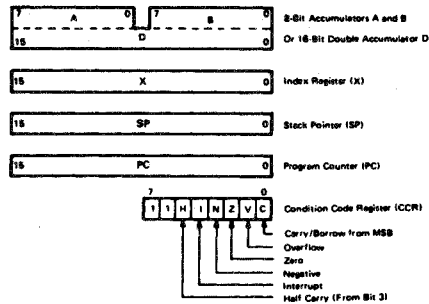 7 A 0 7 B 0 8-Bit Accumulators A and B
15 D 0 Or 16-Bit Double Accumulator D
15 X 0 Index Register (X)
15 SP 0 Stack Pointer (SP)
15 PC 0 Program Counter (PC)
7 0
1 1 H I N Z V C Condition Code Register (CCR)
Carry/Borrow from MSB
Overflow
Zero
Negative
Interrupt
Half Carry (From Bit 3)